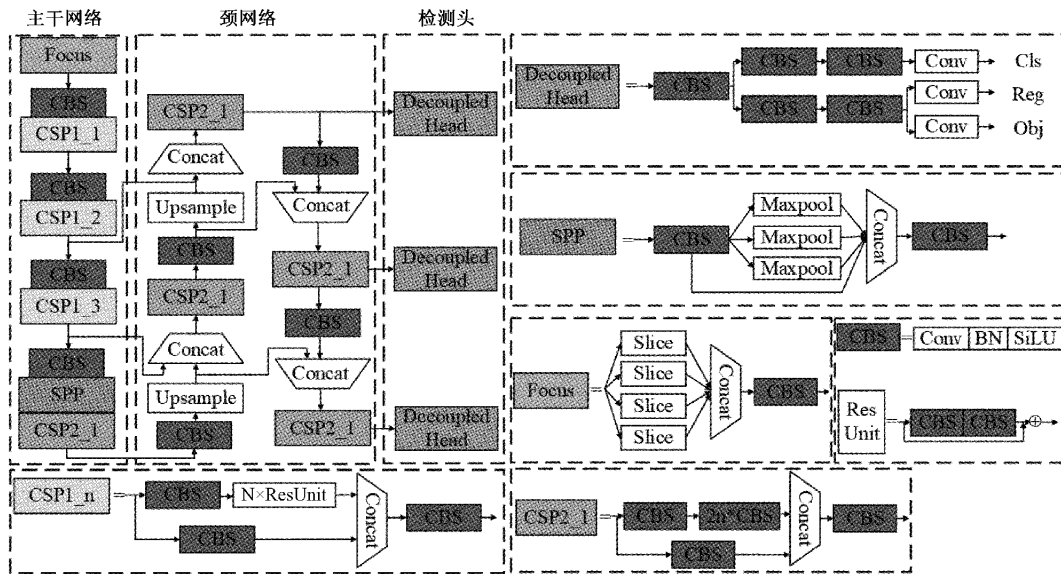 主干网络
颈网络
检测头
Focus
CBS
CSP1_1
CBS
CSP1_2
CBS
CSP1_3
CBS
SPP
CSP2_1
CSP2_1
Concat
Upsample
CBS
CSP2_1
Concat
Upsample
CBS
CBS
Concat
CSP2_1
CBS
Concat
CSP2_1
Decoupled
Head
Decoupled
Head
Decoupled
Head
Decoupled
Head
CBS
CBS
CBS
Conv
Cls
CBS
CBS
Conv
Reg
Conv
Obj
SPP
CBS
Maxpool
Maxpool
Maxpool
Concat
CBS
Focus
Slice
Slice
Slice
Slice
Concat
CBS
CBS
Conv BN SiLU
Res
Unit
CBS CBS
CSP1_n
CBS
N×ResUnit
CBS
Concat
CBS
CSP2_1
CBS
2n*CBS
CBS
Concat
CBS